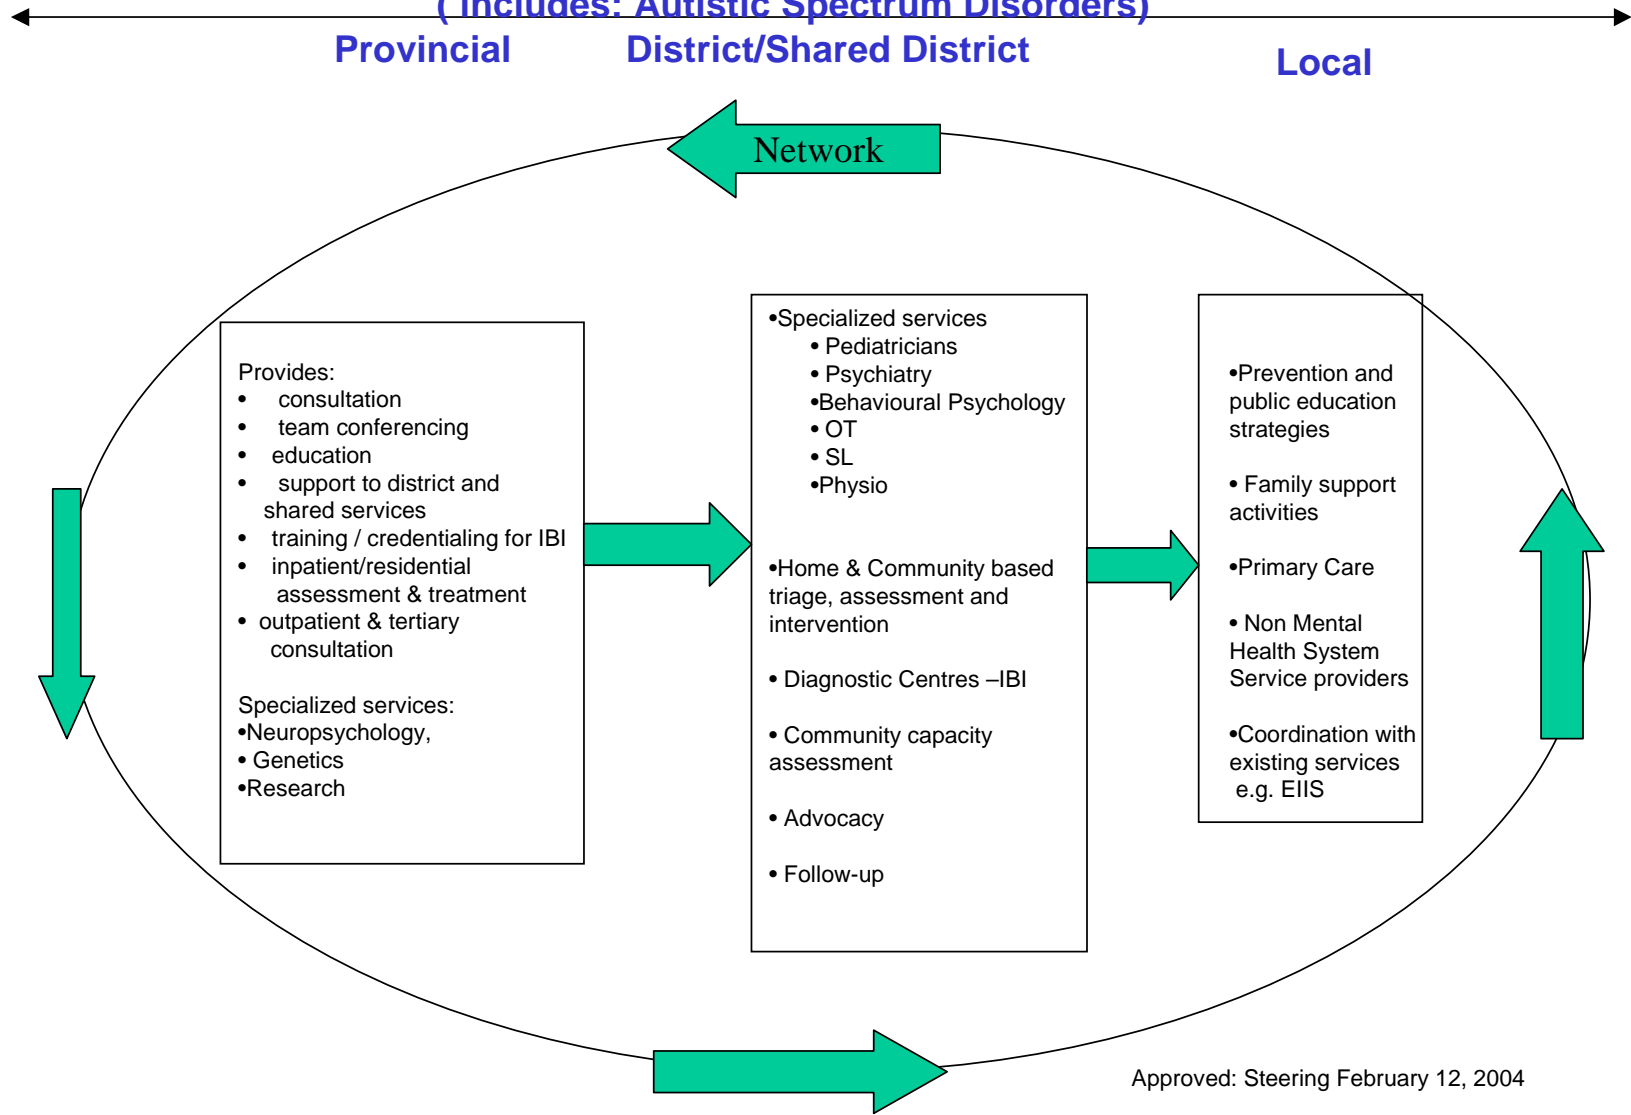 ( Includes: Autistic Spectrum Disorders)
Provincial
District/Shared District
Local
Network
Provides:
• consultation
• team conferencing
• education
• support to district and
shared services
• training / credentialing for IBI
• inpatient/residential
assessment & treatment
• outpatient & tertiary
consultation
Specialized services:
•Neuropsychology,
• Genetics
•Research
•Specialized services
• Pediatricians
• Psychiatry
•Behavioural Psychology
• OT
• SL
•Physio
•Home & Community based
triage, assessment and
intervention
• Diagnostic Centres –IBI
• Community capacity
assessment
• Advocacy
• Follow-up
•Prevention and
public education
strategies
• Family support
activities
•Primary Care
• Non Mental
Health System
Service providers
•Coordination with
existing services
e.g. EIIS
Approved: Steering February 12, 2004